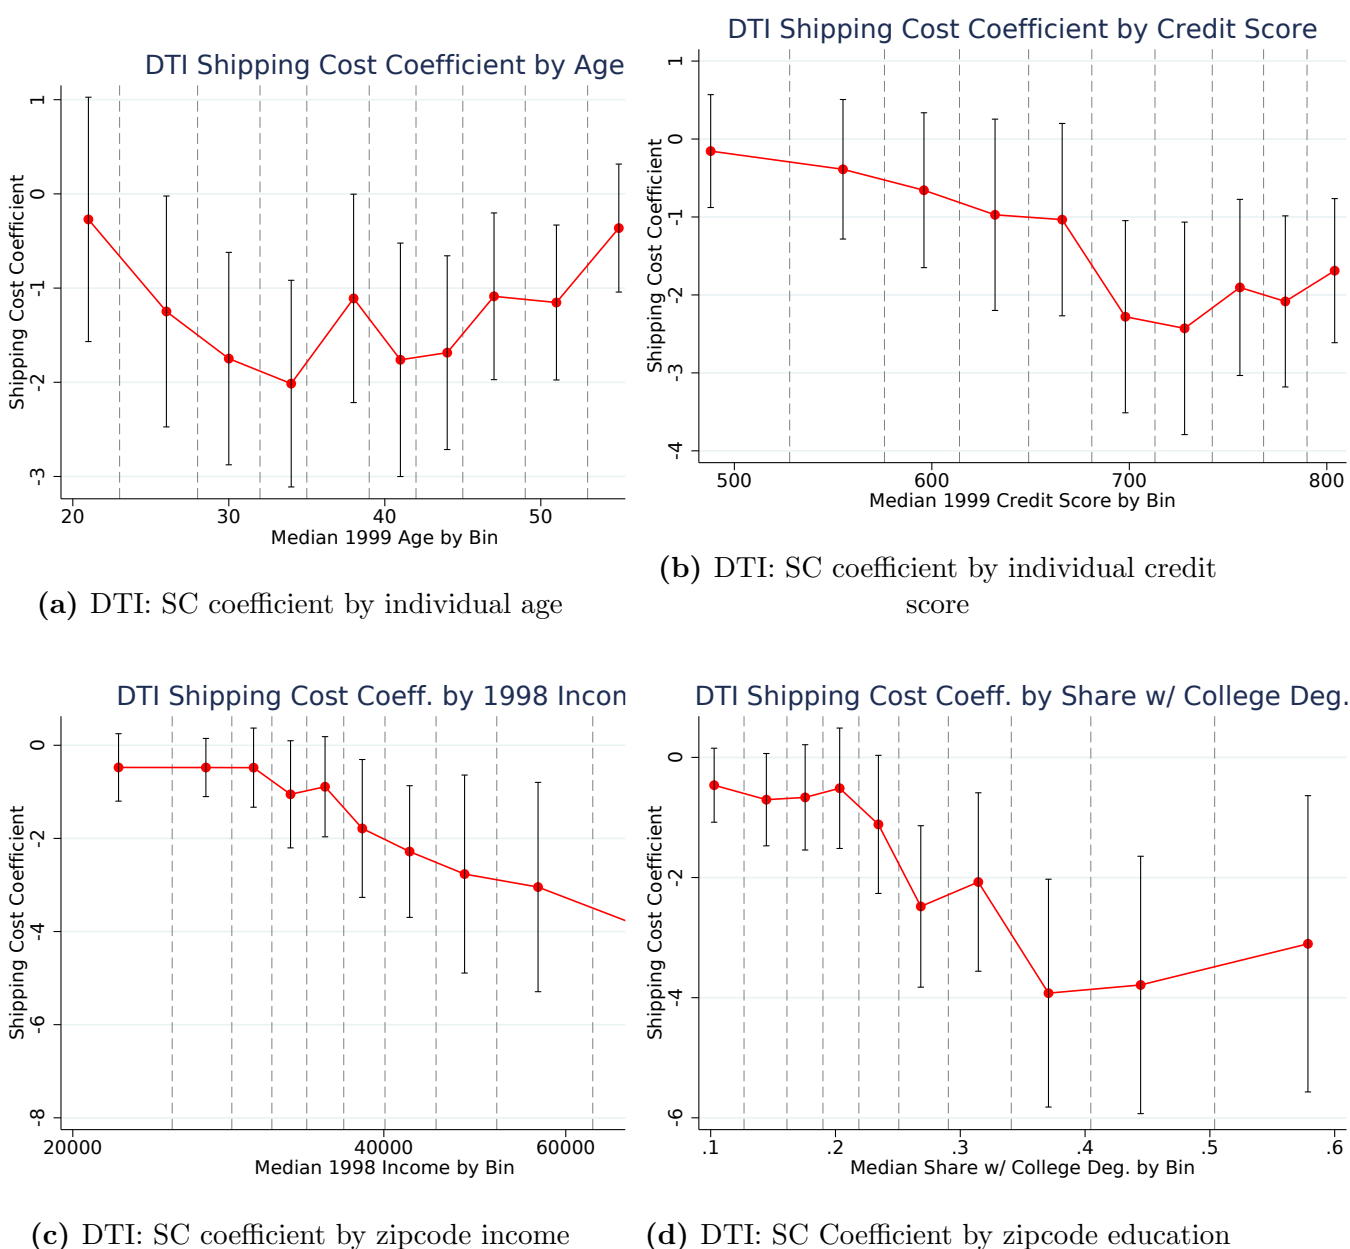 DTI Shipping Cost Coefficient by Age
Shipping Cost Coefficient
1
0
-1
-2
-3
20 30 40 50
Median 1999 Age by Bin
(a) DTI: SC coefficient by individual age
DTI Shipping Cost Coefficient by Credit Score
Shipping Cost Coefficient
1
0
-1
-2
-3
-4
500 600 700 800
Median 1999 Credit Score by Bin
(b) DTI: SC coefficient by individual credit
score
DTI Shipping Cost Coeff. by 1998 Incon
Shipping Cost Coefficient
0
-2
-4
-6
-8
20000 40000 60000
Median 1998 Income by Bin
(c) DTI: SC coefficient by zipcode income
DTI Shipping Cost Coeff. by Share w/ College Deg.
Shipping Cost Coefficient
0
-2
-4
-6
.1 .2 .3 .4 .5 .6
Median Share w/ College Deg. by Bin
(d) DTI: SC Coefficient by zipcode education